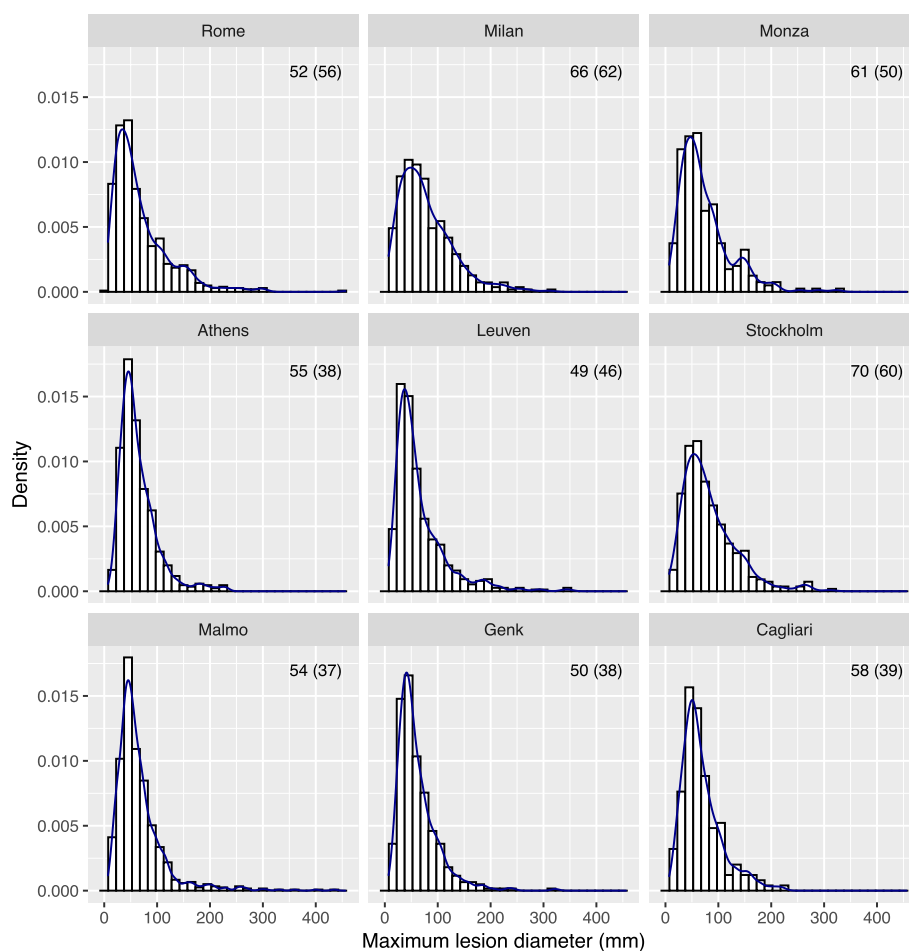 Rome Milan Monza
52 (56) 66 (62) 61 (50)
0.015
0.010
0.005
0.000
Athens Leuven Stockholm
55 (38) 49 (46) 70 (60)
0.015
0.010
0.005
0.000
Density
Malmo Genk Cagliari
54 (37) 50 (38) 58 (39)
0.015
0.010
0.005
0.000
0 100 200 300 400 0 100 200 300 400 0 100 200 300 400
Maximum lesion diameter (mm)